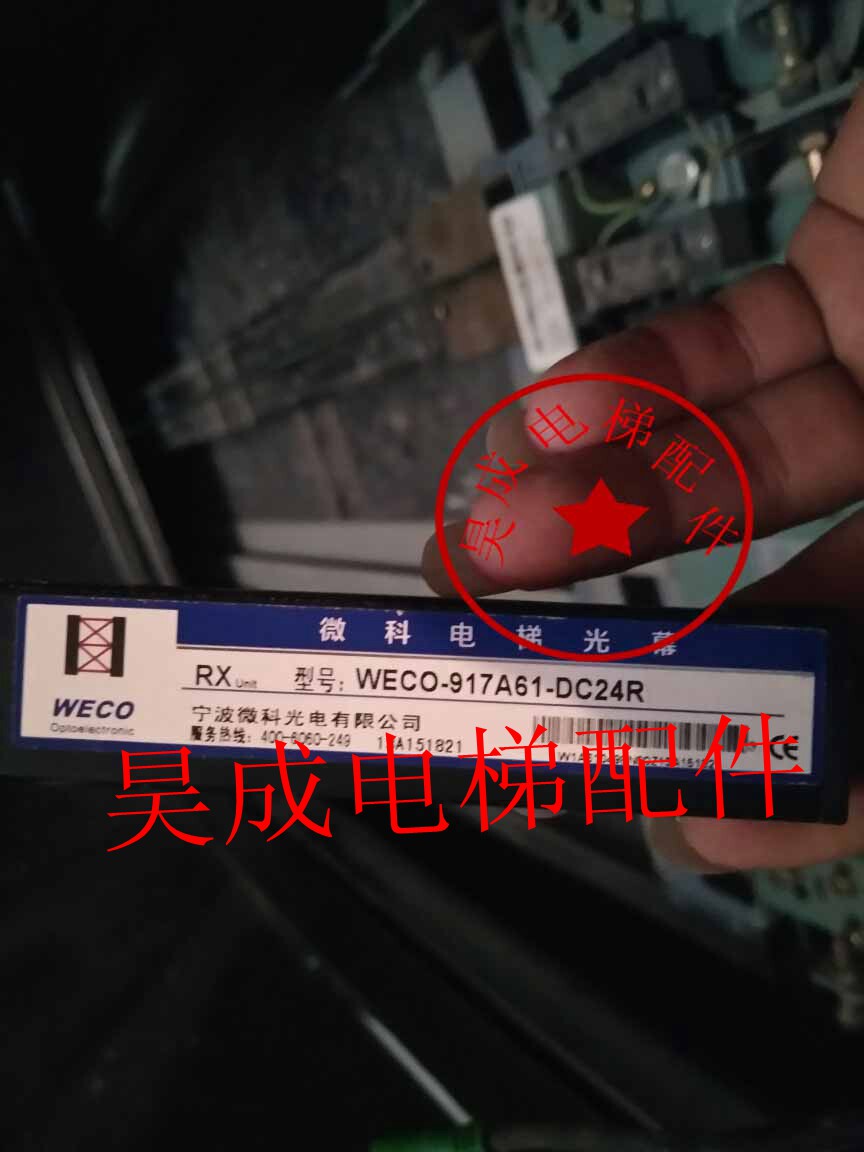 昊成电梯配件
微科电梯光幕
WECO
Optoelectronic
RX Unit 型号: WECO-917A61-DC24R
宁波微科光电有限公司
服务热线: 400-6060-249
CE
昊成电梯配件